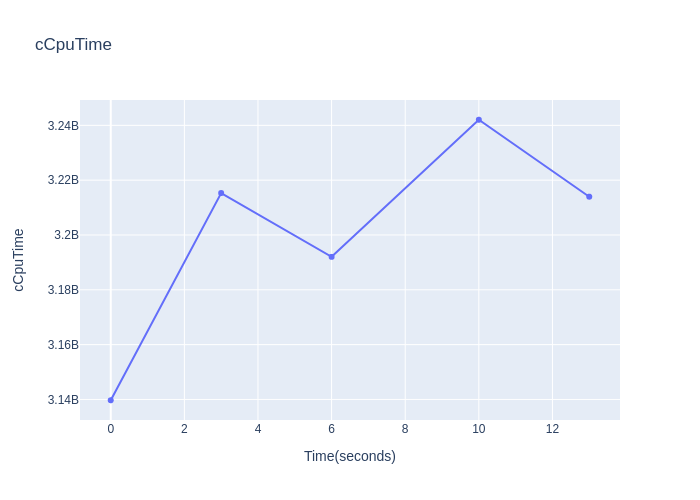 cCpuTime
3.24B
3.22B
3.2B
3.18B
3.16B
3.14B
cCpuTime
0 2 4 6 8 10 12
Time(seconds)